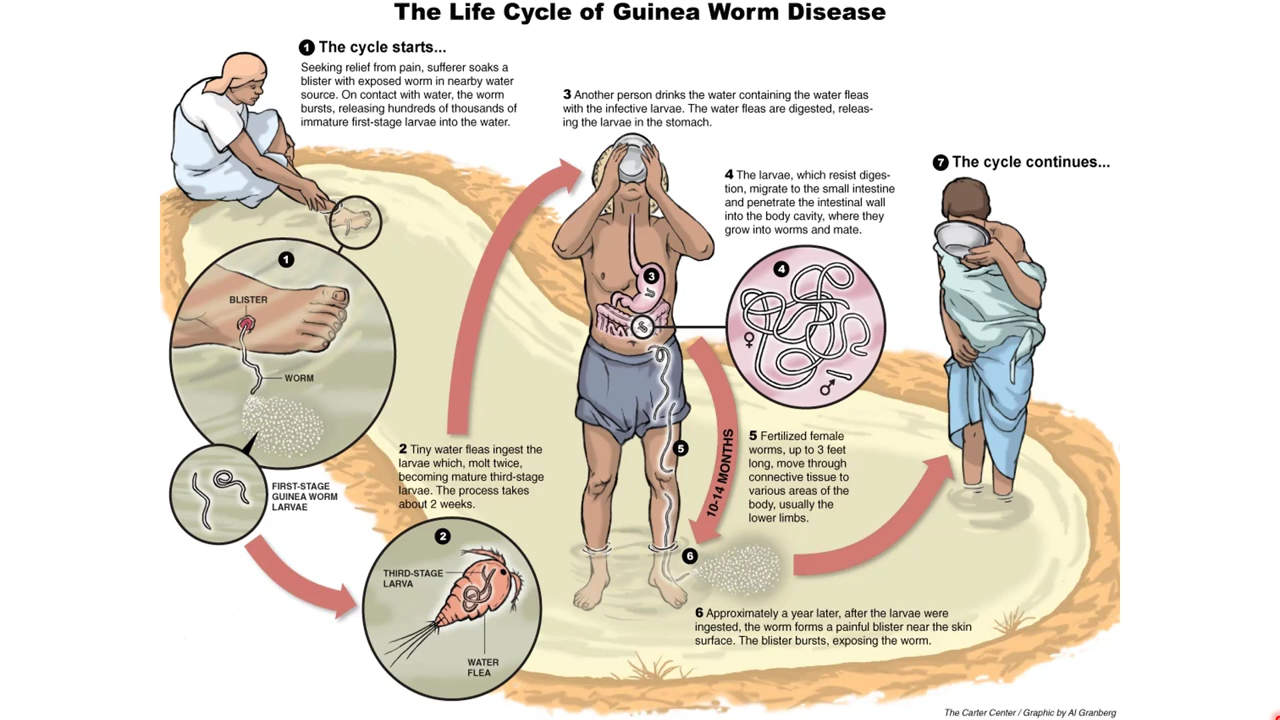 The Life Cycle of Guinea Worm Disease
1 The cycle starts...
Seeking relief from pain, sufferer soaks a
blister with exposed worm in nearby water
source. On contact with water, the worm
bursts, releasing hundreds of thousands of
immature first-stage larvae into the water.
1
BLISTER
WORM
FIRST-STAGE
GUINEA WORM
LARVAE
2 Tiny water fleas ingest the
larvae which, molt twice,
becoming mature third-stage
larvae. The process takes
about 2 weeks.
2
THIRD-STAGE
LARVA
WATER
FLEA
3 Another person drinks the water containing the water fleas
with the infective larvae. The water fleas are digested, releas-
ing the larvae in the stomach.
3
4 The larvae, which resist diges-
tion, migrate to the small intestine
and penetrate the intestinal wall
into the body cavity, where they
grow into worms and mate.
4
♀
♂
5
10-14 MONTHS
5 Fertilized female
worms, up to 3 feet
long, move through
connective tissue to
various areas of the
body, usually the
lower limbs.
6
6 Approximately a year later, after the larvae were
ingested, the worm forms a painful blister near the skin
surface. The blister bursts, exposing the worm.
7 The cycle continues...
The Carter Center / Graphic by Al Granberg